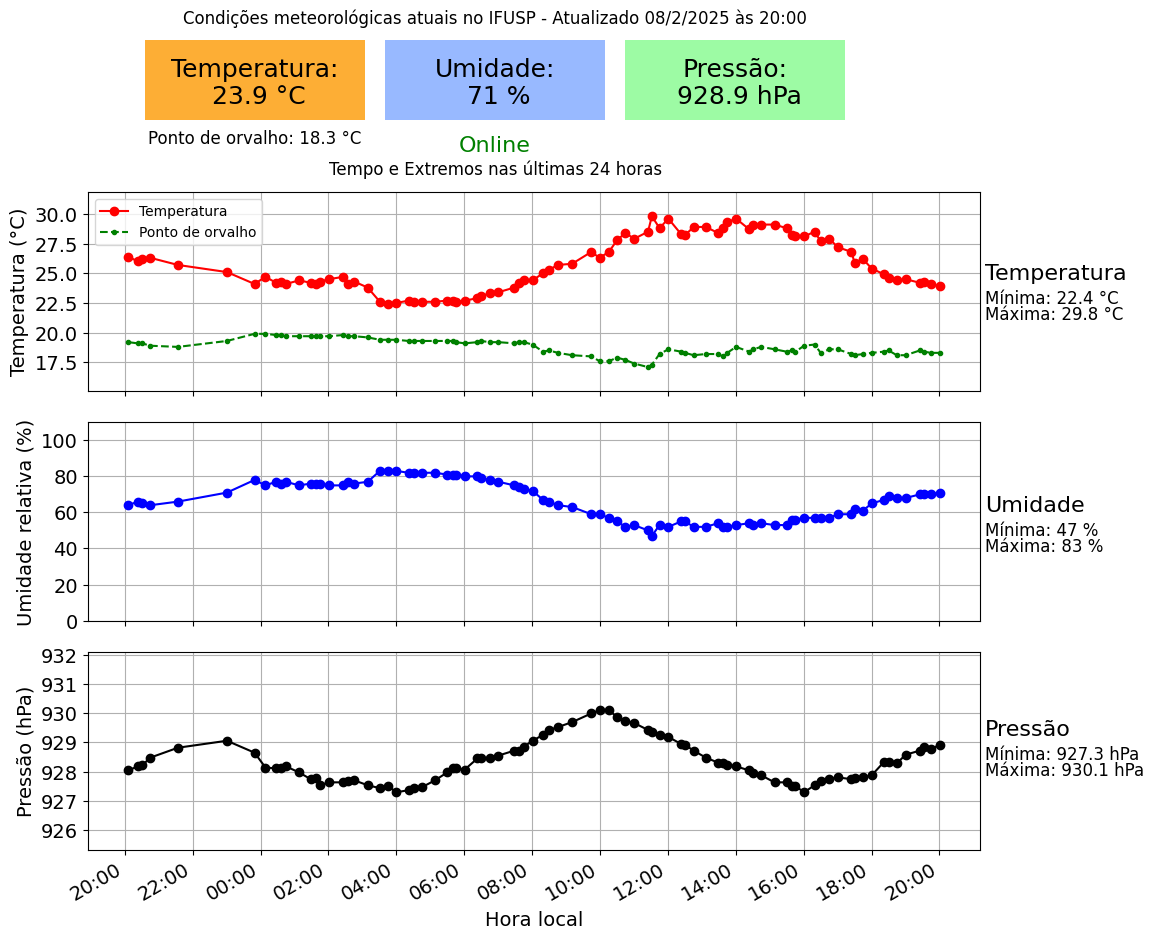 Condições meteorológicas atuais no IFUSP - Atualizado 08/2/2025 às 20:00
Temperatura:
23.9 °C
Umidade:
71 %
Pressão:
928.9 hPa
Ponto de orvalho: 18.3 °C
Online
Tempo e Extremos nas últimas 24 horas
Temperatura (°C)
30.0
27.5
25.0
22.5
20.0
17.5
Temperatura
Ponto de orvalho
Temperatura
Mínima: 22.4 °C
Máxima: 29.8 °C
Umidade relativa (%)
100
80
60
40
20
0
Umidade
Mínima: 47 %
Máxima: 83 %
Pressão (hPa)
932
931
930
929
928
927
926
Pressão
Mínima: 927.3 hPa
Máxima: 930.1 hPa
20:00 22:00 00:00 02:00 04:00 06:00 08:00 10:00 12:00 14:00 16:00 18:00 20:00
Hora local